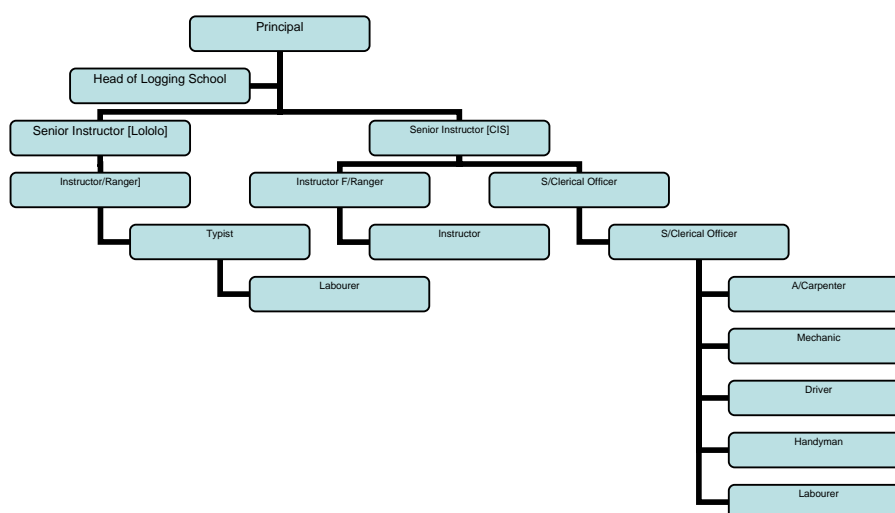 Principal
Head of Logging School
Senior Instructor [Lololo]
Senior Instructor [CIS]
Instructor/Ranger]
Instructor F/Ranger
S/Clerical Officer
Typist
Instructor
S/Clerical Officer
Labourer
A/Carpenter
Mechanic
Driver
Handyman
Labourer